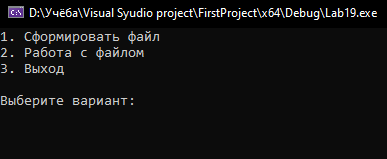 D:\Учёба\Visual Syudio project\FirstProject\x64\Debug\Lab19.exe
1. Сформировать файл
2. Работа с файлом
3. Выход
Выберите вариант: